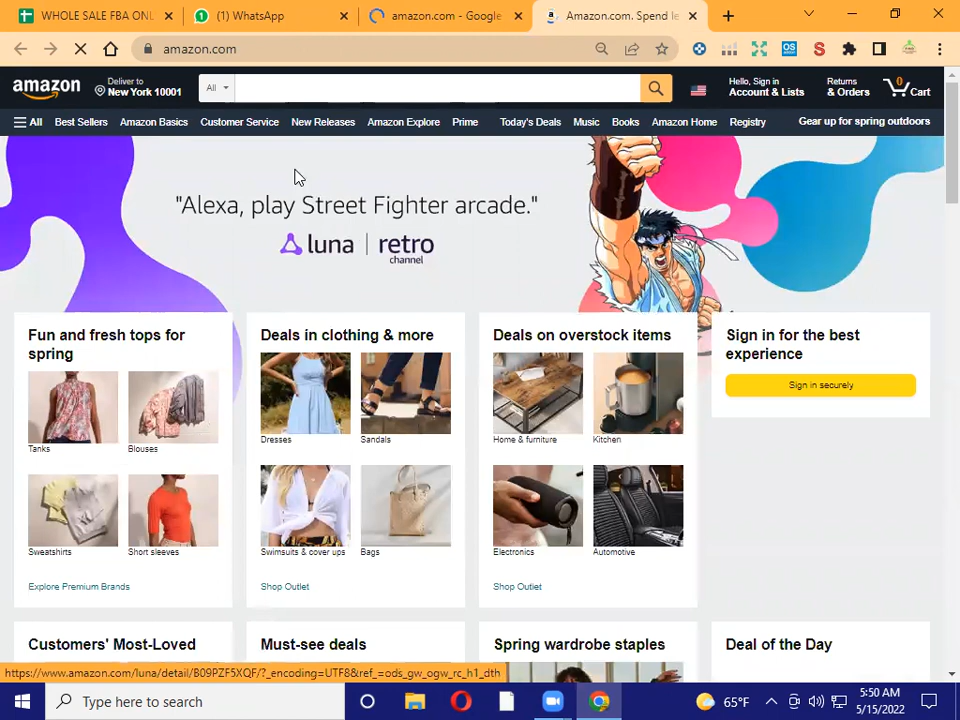 WHOLE SALE FBA ONL
(1) WhatsApp
amazon.com - Google
Amazon.com. Spend le
amazon.com
amazon
Deliver to
New York 10001
All
Hello, Sign in
Account & Lists
Returns
& Orders
0
Cart
All
Best Sellers
Amazon Basics
Customer Service
New Releases
Amazon Explore
Prime
Today's Deals
Music
Books
Amazon Home
Registry
Gear up for spring outdoors
"Alexa, play Street Fighter arcade."
luna | retro
channel
Fun and fresh tops for
spring
Tanks
Blouses
Sweatshirts
Short sleeves
Explore Premium Brands
Deals in clothing & more
Dresses
Sandals
Swimsuits & cover ups
Bags
Shop Outlet
Deals on overstock items
Home & furniture
Kitchen
Electronics
Automotive
Shop Outlet
Sign in for the best
experience
Sign in securely
Customers' Most-Loved
Must-see deals
Spring wardrobe staples
Deal of the Day
https://www.amazon.com/luna/detail/B09PZF5XQF/?_encoding=UTF8&ref_=ods_gw_ogw_rc_h1_dth
Type here to search
65°F
5:50 AM
5/15/2022